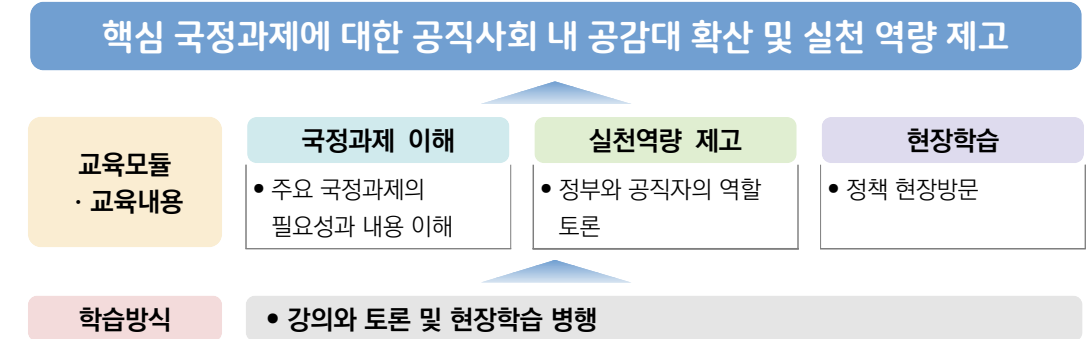 핵심 국정과제에 대한 공직사회 내 공감대 확산 및 실천 역량 제고
교육모듈
· 교육내용
국정과제 이해
• 주요 국정과제의
필요성과 내용 이해
실천역량 제고
• 정부와 공직자의 역할
토론
현장학습
• 정책 현장방문
학습방식
• 강의와 토론 및 현장학습 병행